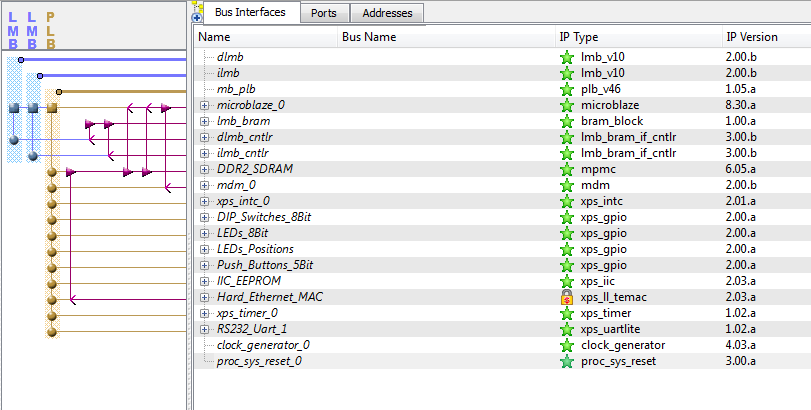 L L P
M M L
B B B
Bus Interfaces Ports Addresses
Name Bus Name IP Type IP Version
dlmb lmb_v10 2.00.b
ilmb lmb_v10 2.00.b
mb_plb plb_v46 1.05.a
microblaze_0 microblaze 8.30.a
lmb_bram bram_block 1.00.a
dlmb_cntlr lmb_bram_if_cntlr 3.00.b
ilmb_cntlr lmb_bram_if_cntlr 3.00.b
DDR2_SDRAM mpmc 6.05.a
mdm_0 mdm 2.00.b
xps_intc_0 xps_intc 2.01.a
DIP_Switches_8Bit xps_gpio 2.00.a
LEDs_8Bit xps_gpio 2.00.a
LEDs_Positions xps_gpio 2.00.a
Push_Buttons_5Bit xps_gpio 2.00.a
IIC_EEPROM xps_iic 2.03.a
Hard_Ethernet_MAC xps_ll_temac 2.03.a
xps_timer_0 xps_timer 1.02.a
RS232_Uart_1 xps_uartlite 1.02.a
clock_generator_0 clock_generator 4.03.a
proc_sys_reset_0 proc_sys_reset 3.00.a